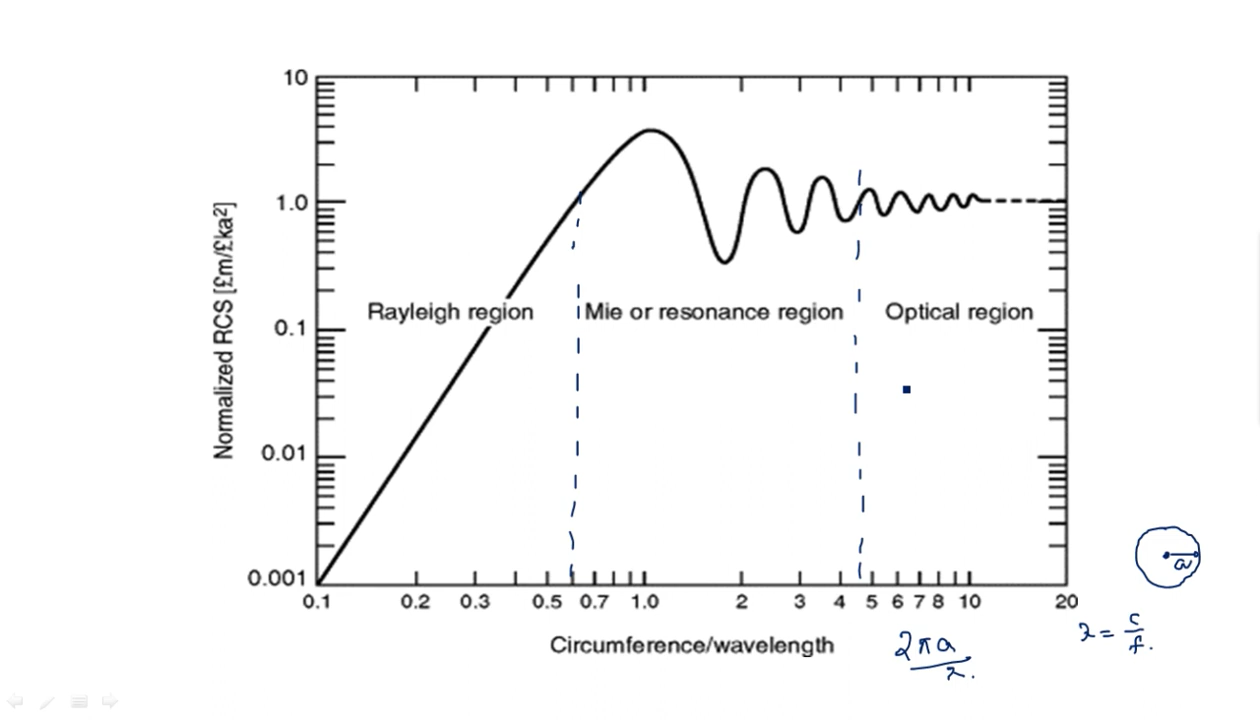 10
1.0
0.1
0.01
0.001
Normalized RCS [£m/£ka²]
Rayleigh region
Mie or resonance region
Optical region
0.1 0.2 0.3 0.5 0.7 1.0 2 3 4 5 6 7 8 10 20
Circumference/wavelength
2πa/λ.
a
λ = c/f.